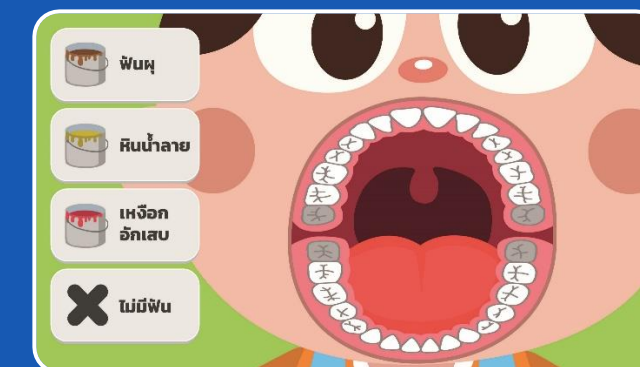 ฟันผุ
หินน้ำลาย
เหงือก
อักเสบ
ไม่มีฟัน